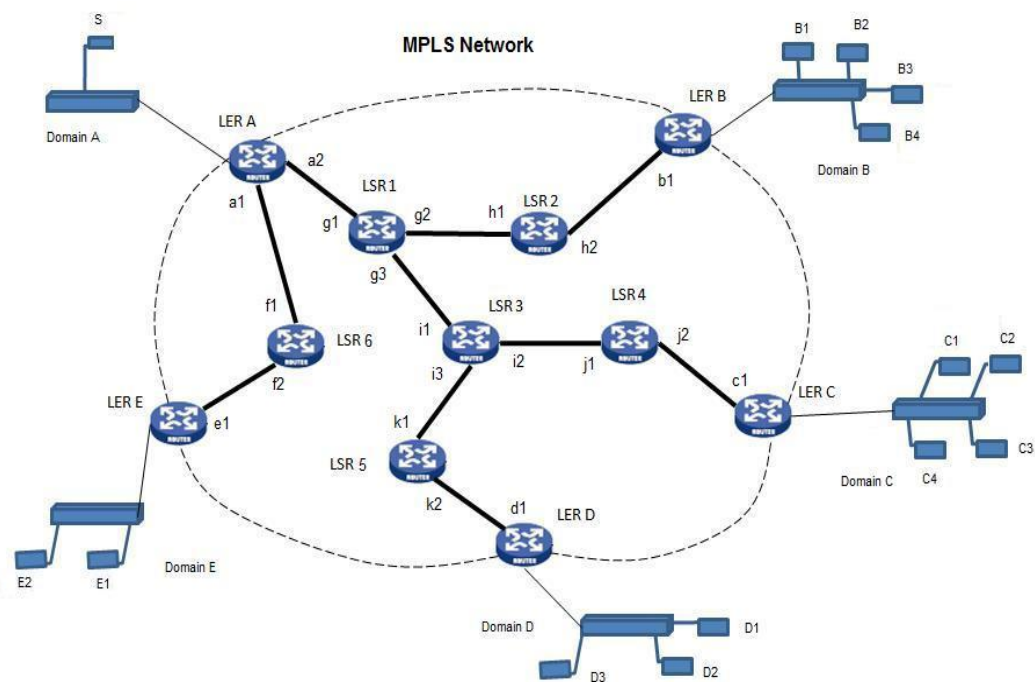 S
MPLS Network
B1
B2
B3
B4
Domain A
LER A
LER B
Domain B
a2
a1
LSR 1
g1
g2
h1
LSR 2
h2
b1
g3
f1
LSR 6
f2
i1
LSR 3
i2
i3
LSR 4
j1
j2
C1
C2
c1
LER C
C3
C4
Domain C
LER E
e1
k1
LSR 5
k2
d1
LER D
E2
E1
Domain E
Domain D
D1
D2
D3
ROUTER
ROUTER
ROUTER
ROUTER
ROUTER
ROUTER
ROUTER
ROUTER
ROUTER
ROUTER
ROUTER